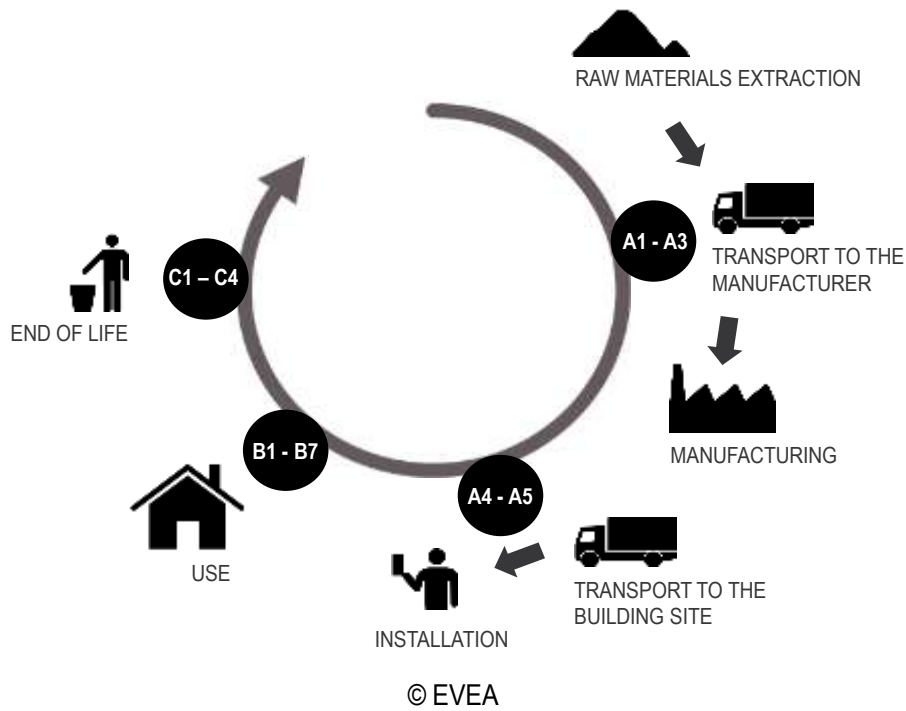 RAW MATERIALS EXTRACTION
A1 - A3
TRANSPORT TO THE
MANUFACTURER
MANUFACTURING
A4 - A5
TRANSPORT TO THE
BUILDING SITE
INSTALLATION
B1 - B7
USE
C1 – C4
END OF LIFE
© EVEA